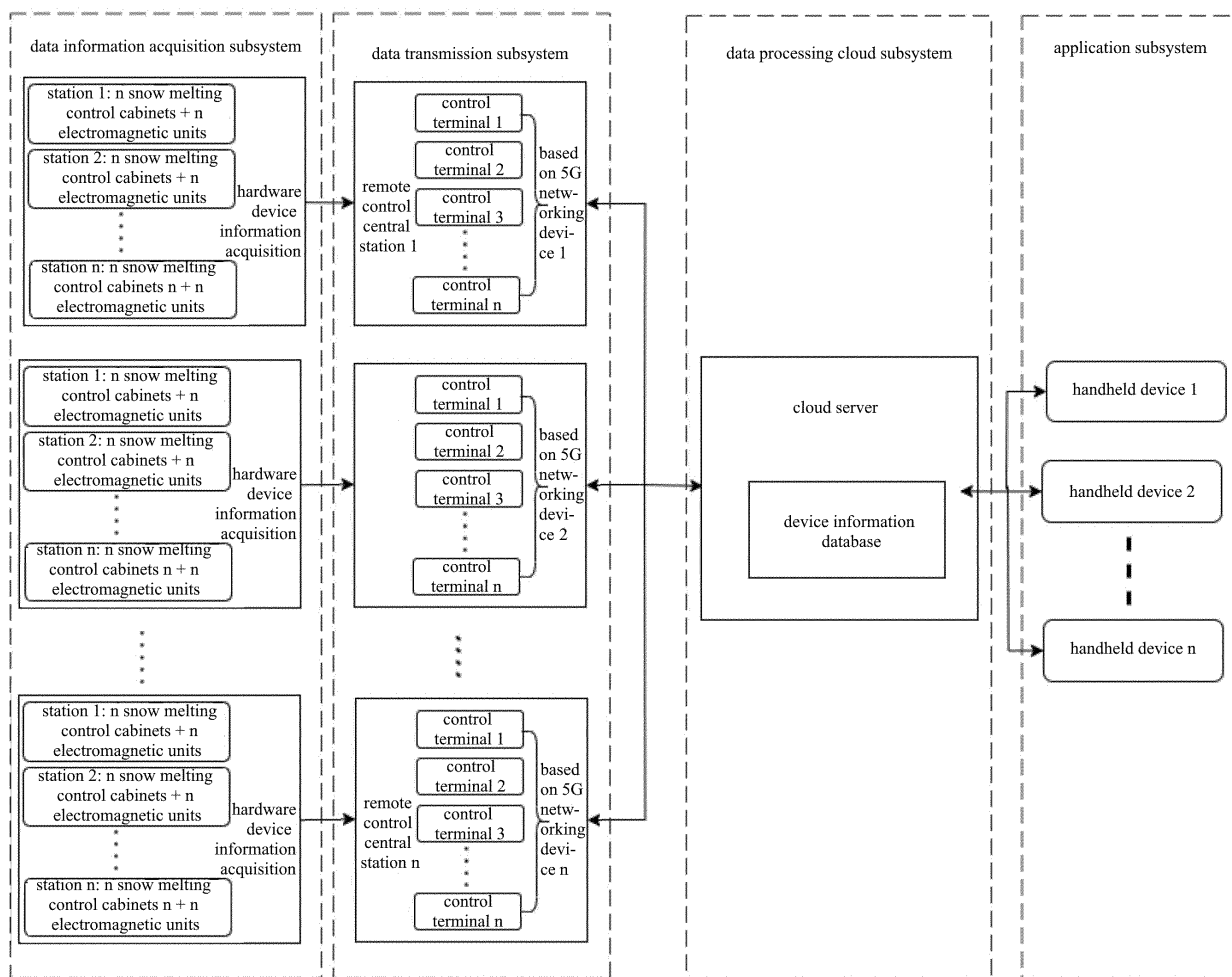 data information acquisition subsystem
data transmission subsystem
data processing cloud subsystem
application subsystem
station 1: n snow melting
control cabinets + n
electromagnetic units
station 2: n snow melting
control cabinets + n
electromagnetic units
station n: n snow melting
control cabinets n + n
electromagnetic units
hardware
device
information
acquisition
remote
control
central
station 1
control
terminal 1
control
terminal 2
control
terminal 3
control
terminal n
based
on 5G
netw-
orking
devi-
ce 1
station 1: n snow melting
control cabinets + n
electromagnetic units
station 2: n snow melting
control cabinets + n
electromagnetic units
station n: n snow melting
control cabinets n + n
electromagnetic units
hardware
device
information
acquisition
control
terminal 1
control
terminal 2
control
terminal 3
control
terminal n
based
on 5G
netw-
orking
devi-
ce 2
station 1: n snow melting
control cabinets + n
electromagnetic units
station 2: n snow melting
control cabinets + n
electromagnetic units
station n: n snow melting
control cabinets n + n
electromagnetic units
hardware
device
information
acquisition
remote
control
central
station n
control
terminal 1
control
terminal 2
control
terminal 3
control
terminal n
based
on 5G
netw-
orking
devi-
ce n
cloud server
device information
database
handheld device 1
handheld device 2
handheld device n